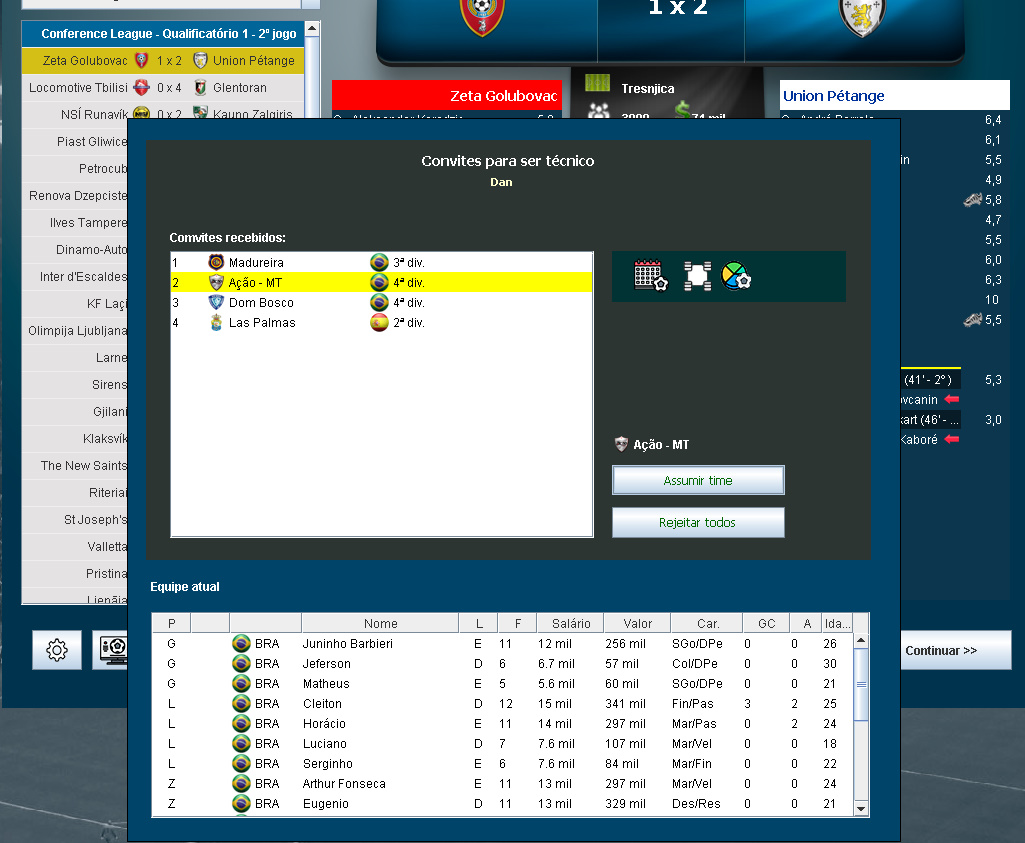 1 x 2
Conference League - Qualificatório 1 - 2º jogo
Zeta Golubovac 1 x 2 Union Pétange
Locomotive Tbilisi 0 x 4 Glentoran
NSÍ Runavík 0 x 2 Kauno Zalgiris
Piast Gliwice
Petrocub
Renova Dzepciste
Ilves Tampere
Dinamo-Auto
Inter d'Escaldes
KF Laçi
Olimpija Ljubljana
Larne
Sirens
Gjilani
Klaksvík
The New Saints
Riteriai
St Joseph's
Valletta
Pristina
Liepãja
Zeta Golubovac
Tresnjica
3000 74 mil
Union Pétange
6,4
6,1
5,5
4,9
5,8
4,7
5,5
6,0
6,3
10
5,5
(41'- 2º) 5,3
ovcanin
kart (46'- ... 3,0
Kaboré
Convites para ser técnico
Dan
Comvites recebidos:
1 Madureira 3ª div.
2 Ação - MT 4ª div.
3 Dom Bosco 4ª div.
4 Las Palmas 2ª div.
Ação - MT
Assumir time
Rejeitar todos
Equipe atual
P Nome L F Salário Valor Car. GC A Ida...
G BRA Juninho Barbieri E 11 12 mil 256 mil SGo/DPe 0 0 26
G BRA Jeferson D 6 6.7 mil 57 mil Col/DPe 0 0 30
G BRA Matheus E 5 5.6 mil 60 mil SGo/DPe 0 0 21
L BRA Cleiton D 12 15 mil 341 mil Fin/Pas 3 2 25
L BRA Horácio E 11 14 mil 297 mil Mar/Pas 0 2 24
L BRA Luciano D 7 7.6 mil 107 mil Mar/Vel 0 0 18
L BRA Serginho E 6 7.6 mil 84 mil Mar/Fin 0 0 22
Z BRA Arthur Fonseca E 11 13 mil 297 mil Mar/Vel 0 0 24
Z BRA Eugenio D 11 13 mil 329 mil Des/Res 0 0 21
Continuar >>